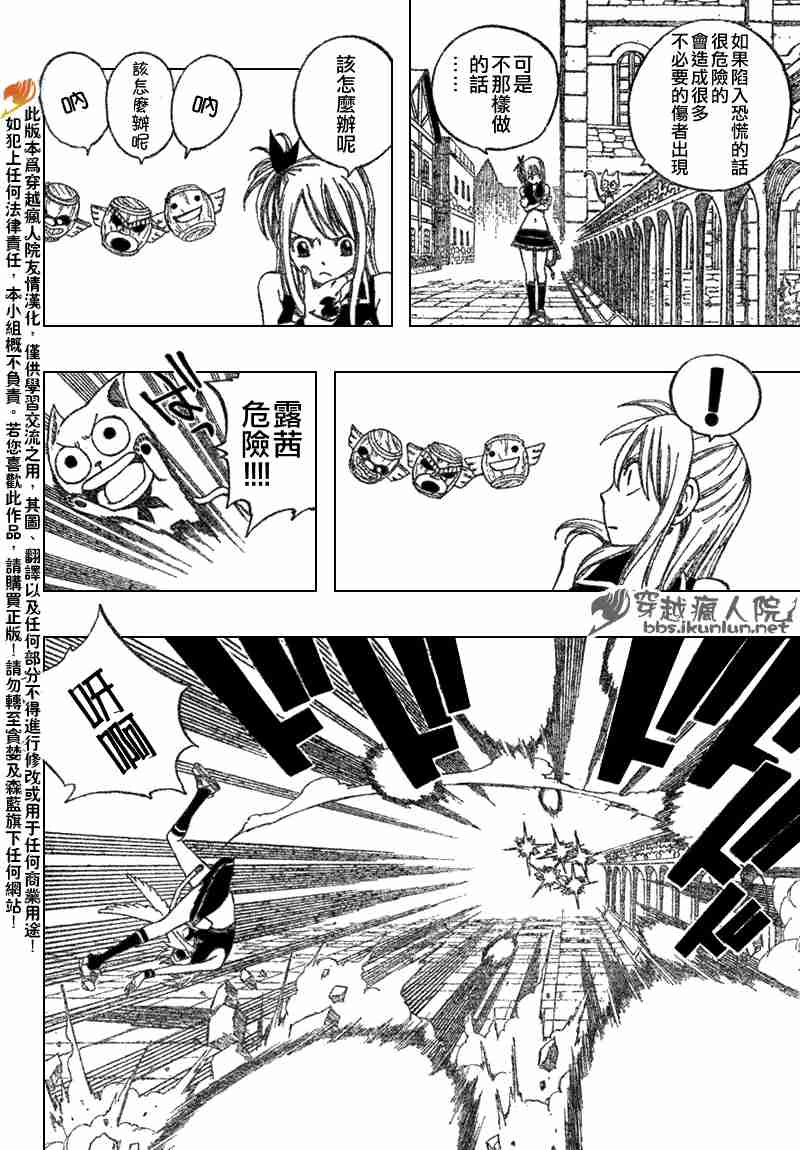 如果陷入恐慌的話
很危險的
會造成很多
不必要的傷者出現
可是
不那樣做
的話
……
該怎麼辦呢
吶
該怎麼辦呢
吶
！
露茜
危險!!!!
呀啊
ドドドドド
穿越瘋人院
bbs.ikunlun.net
此版本爲穿越瘋人院友情漢化，僅供學習交流之用，其圖、翻譯以及任何部分不得進行修改或用于任何商業用途！
如犯上任何法律責任，本小組概不負責。若您喜歡此作品，請購買正版！請勿轉至貪婪及森藍旗下任何網站！